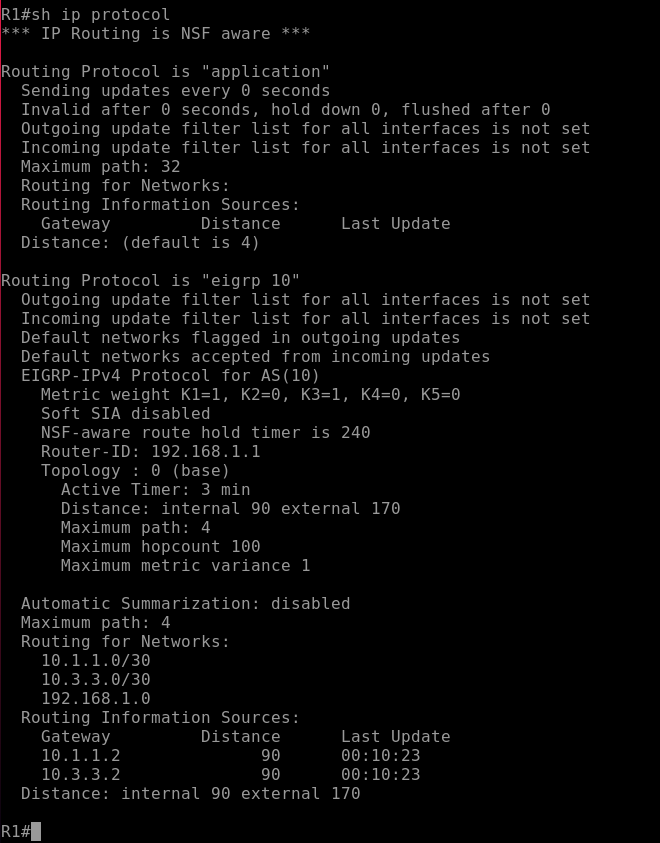 R1#sh ip protocol
*** IP Routing is NSF aware ***
Routing Protocol is "application"
  Sending updates every 0 seconds
  Invalid after 0 seconds, hold down 0, flushed after 0
  Outgoing update filter list for all interfaces is not set
  Incoming update filter list for all interfaces is not set
  Maximum path: 32
  Routing for Networks:
  Routing Information Sources:
    Gateway         Distance      Last Update
  Distance: (default is 4)
Routing Protocol is "eigrp 10"
  Outgoing update filter list for all interfaces is not set
  Incoming update filter list for all interfaces is not set
  Default networks flagged in outgoing updates
  Default networks accepted from incoming updates
  EIGRP-IPv4 Protocol for AS(10)
    Metric weight K1=1, K2=0, K3=1, K4=0, K5=0
    Soft SIA disabled
    NSF-aware route hold timer is 240
    Router-ID: 192.168.1.1
    Topology : 0 (base)
      Active Timer: 3 min
      Distance: internal 90 external 170
      Maximum path: 4
      Maximum hopcount 100
      Maximum metric variance 1
  Automatic Summarization: disabled
  Maximum path: 4
  Routing for Networks:
    10.1.1.0/30
    10.3.3.0/30
    192.168.1.0
  Routing Information Sources:
    Gateway         Distance      Last Update
    10.1.1.2              90      00:10:23
    10.3.3.2              90      00:10:23
  Distance: internal 90 external 170
R1#